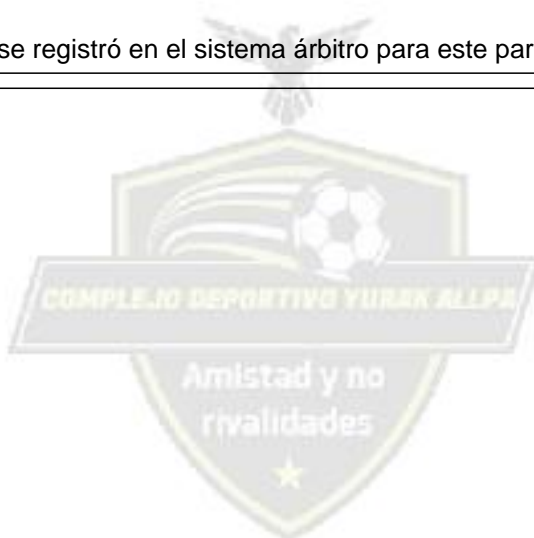 se registró en el sistema árbitro para este par
COMPLEJO DEPORTIVO YURAK ALLPA
Amistad y no
rivalidades